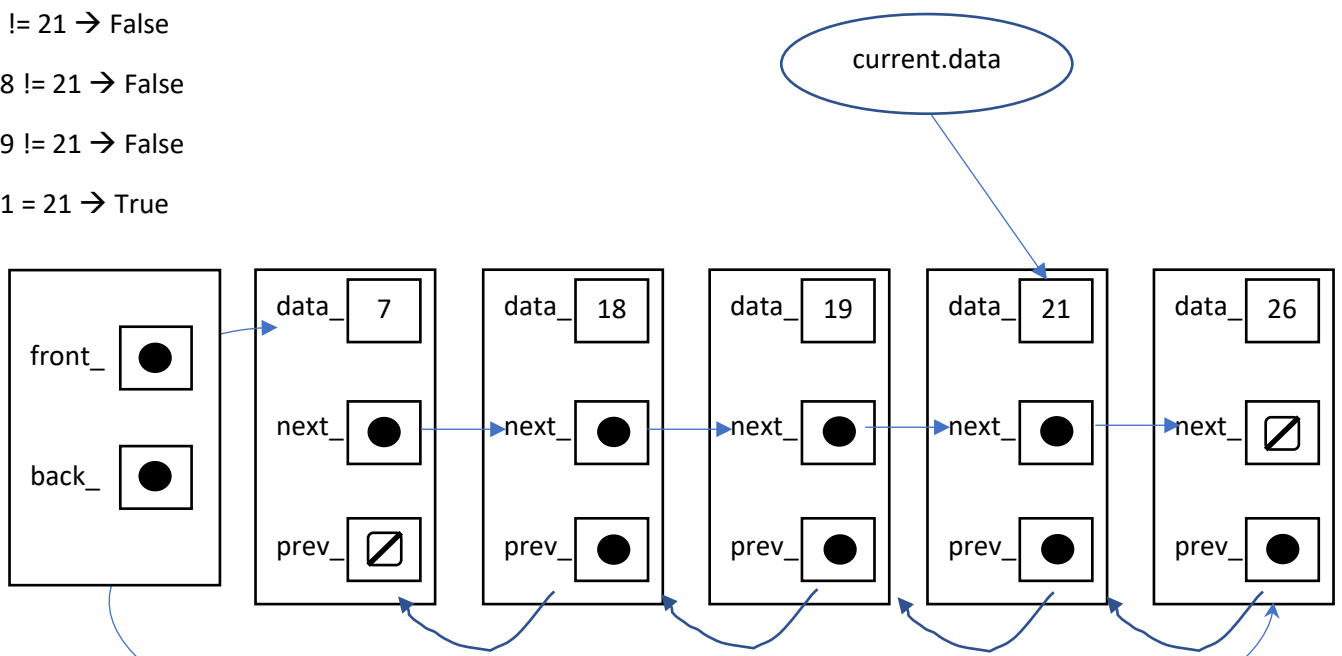 != 21 → False
8 != 21 → False
9 != 21 → False
1 = 21 → True
current.data
front_
back_
data_ 7
next_
prev_
data_ 18
next_
prev_
data_ 19
next_
prev_
data_ 21
next_
prev_
data_ 26
next_
prev_